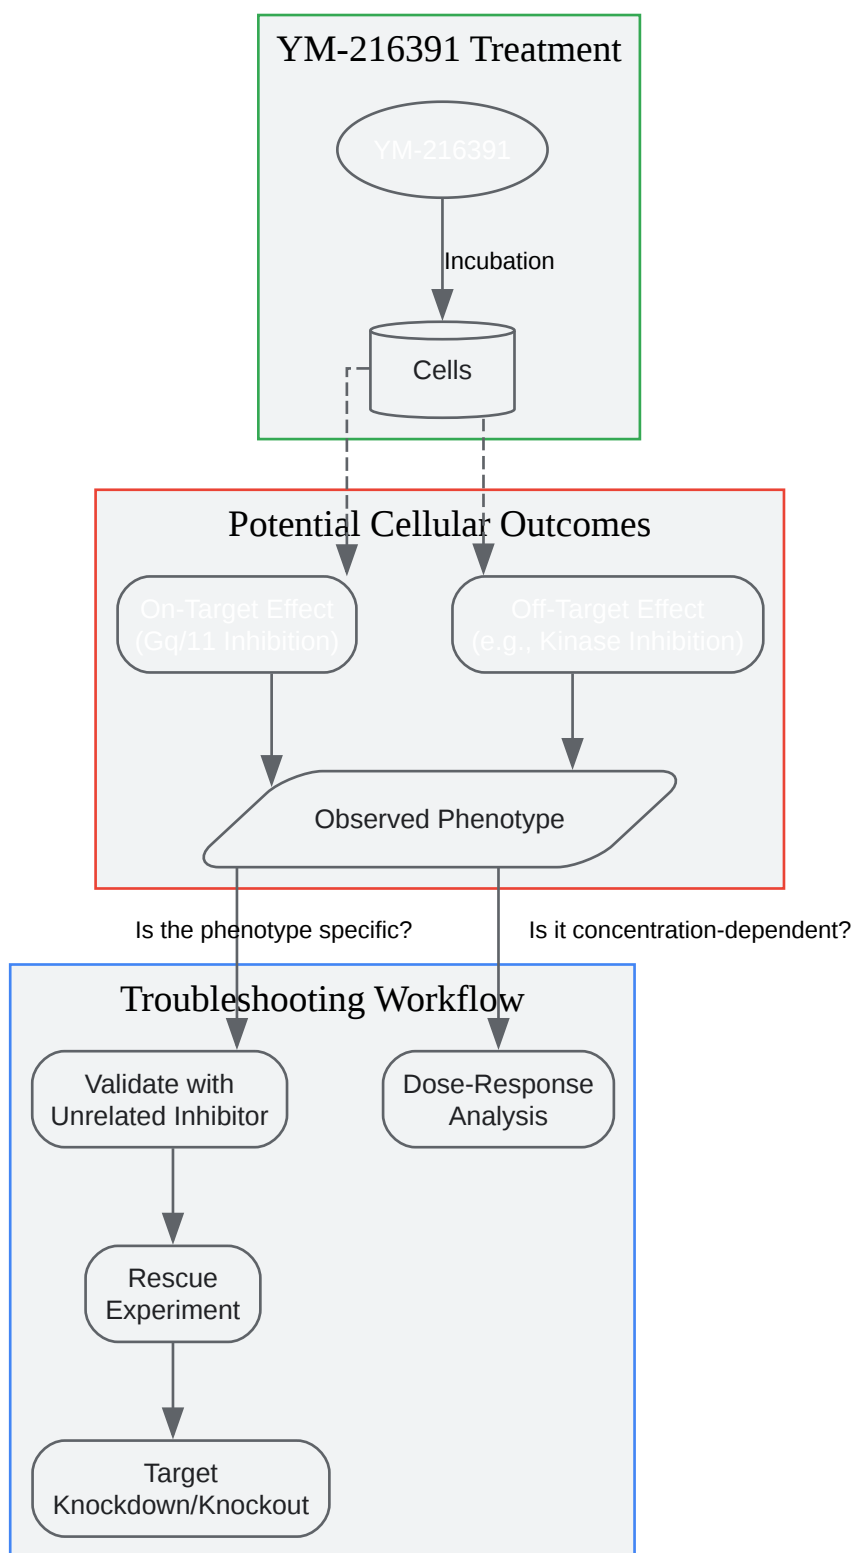 YM-216391 Treatment
YM-216391
Incubation
Cells
Potential Cellular Outcomes
On-Target Effect
(Gq/11 Inhibition)
Off-Target Effect
(e.g., Kinase Inhibition)
Observed Phenotype
Is the phenotype specific?
Is it concentration-dependent?
Troubleshooting Workflow
Validate with
Unrelated Inhibitor
Dose-Response
Analysis
Rescue
Experiment
Target
Knockdown/Knockout